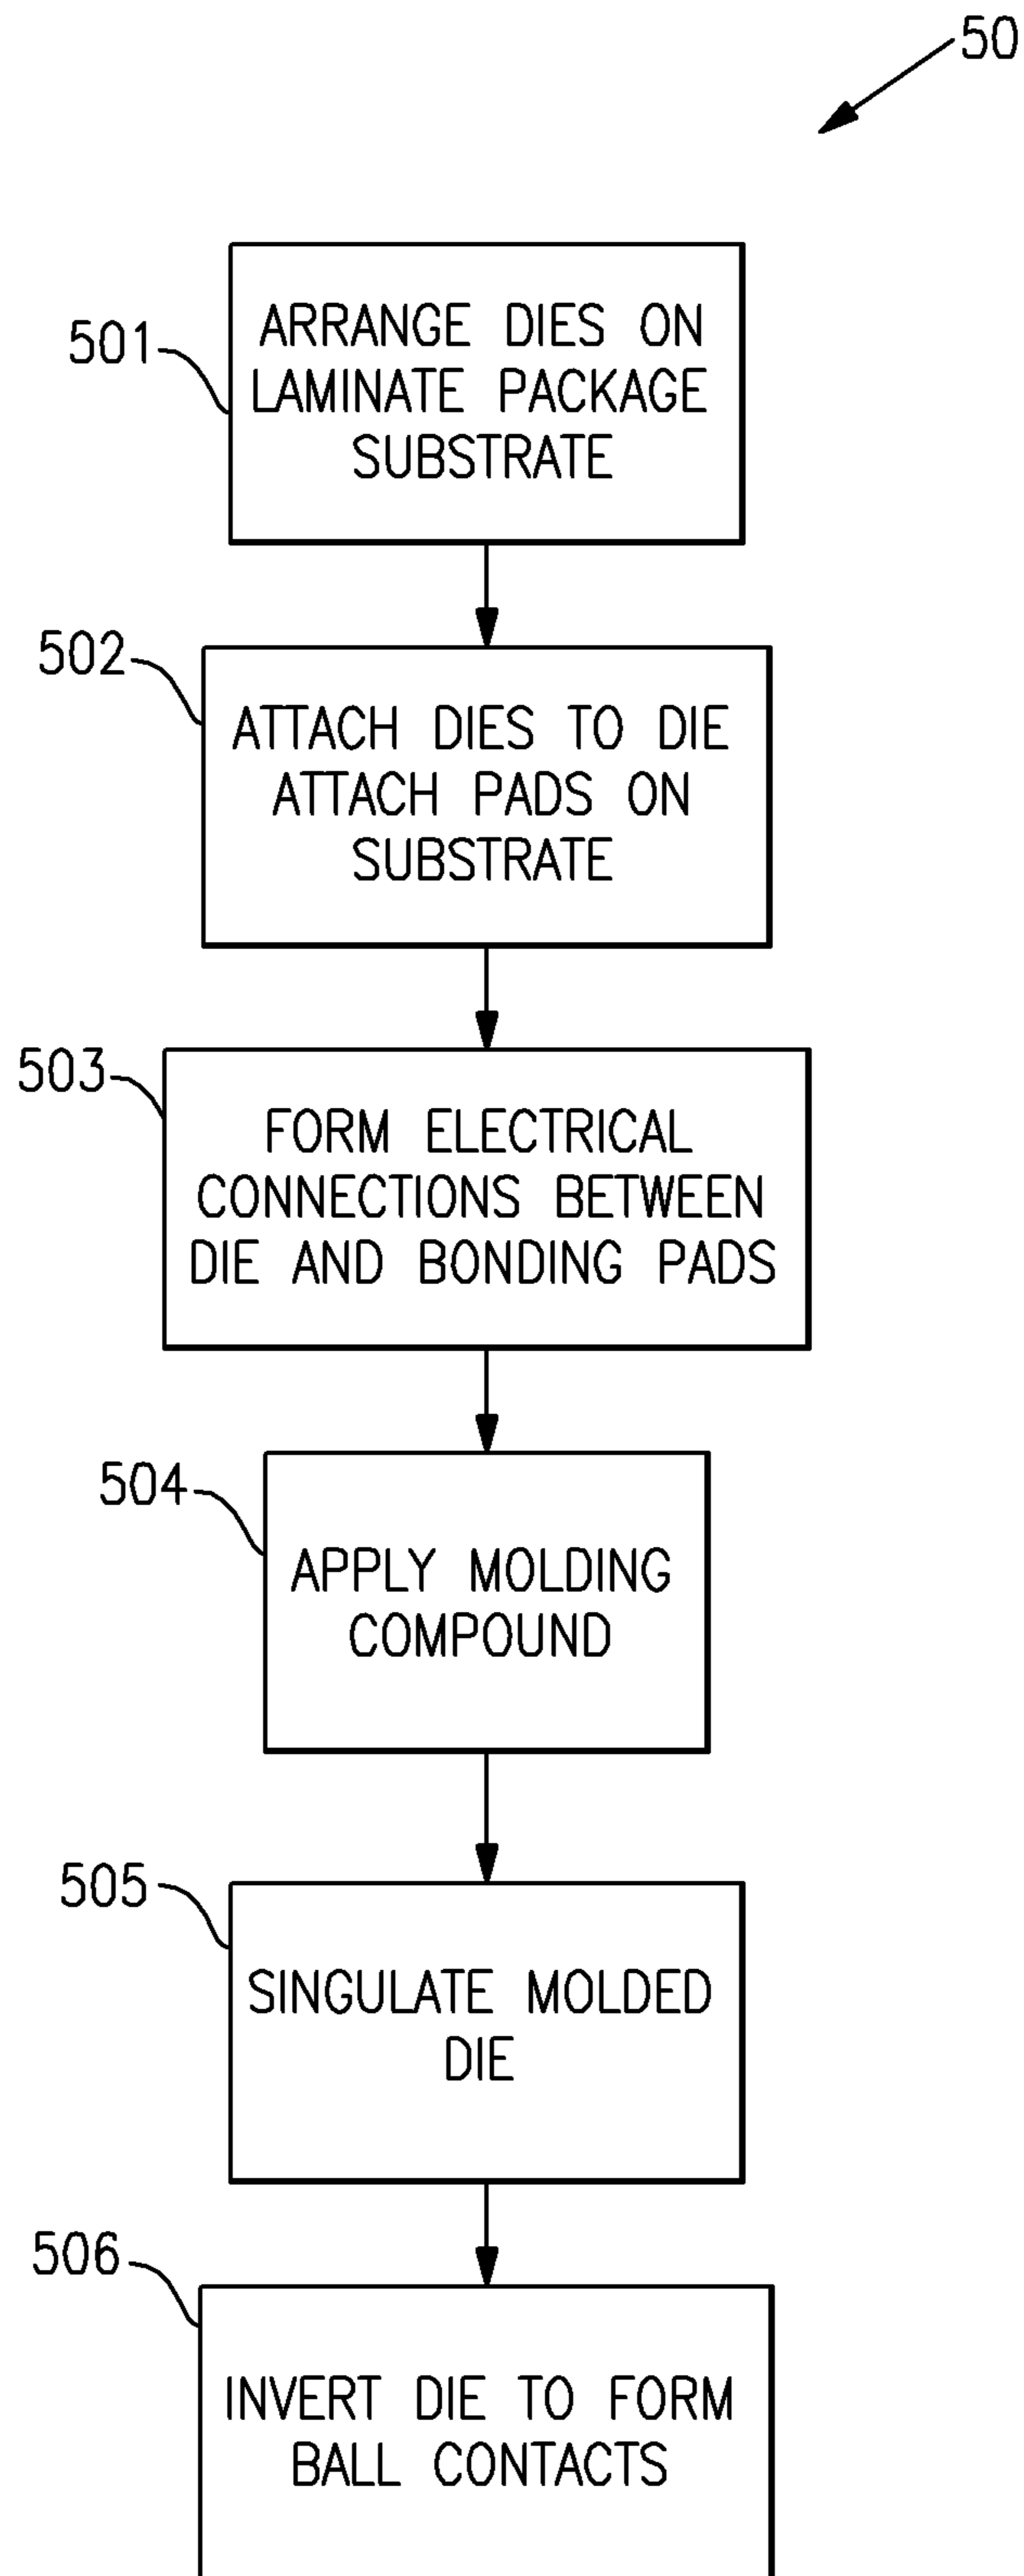 50
501
ARRANGE DIES ON
LAMINATE PACKAGE
SUBSTRATE
502
ATTACH DIES TO DIE
ATTACH PADS ON
SUBSTRATE
503
FORM ELECTRICAL
CONNECTIONS BETWEEN
DIE AND BONDING PADS
504
APPLY MOLDING
COMPOUND
505
SINGULATE MOLDED
DIE
506
INVERT DIE TO FORM
BALL CONTACTS